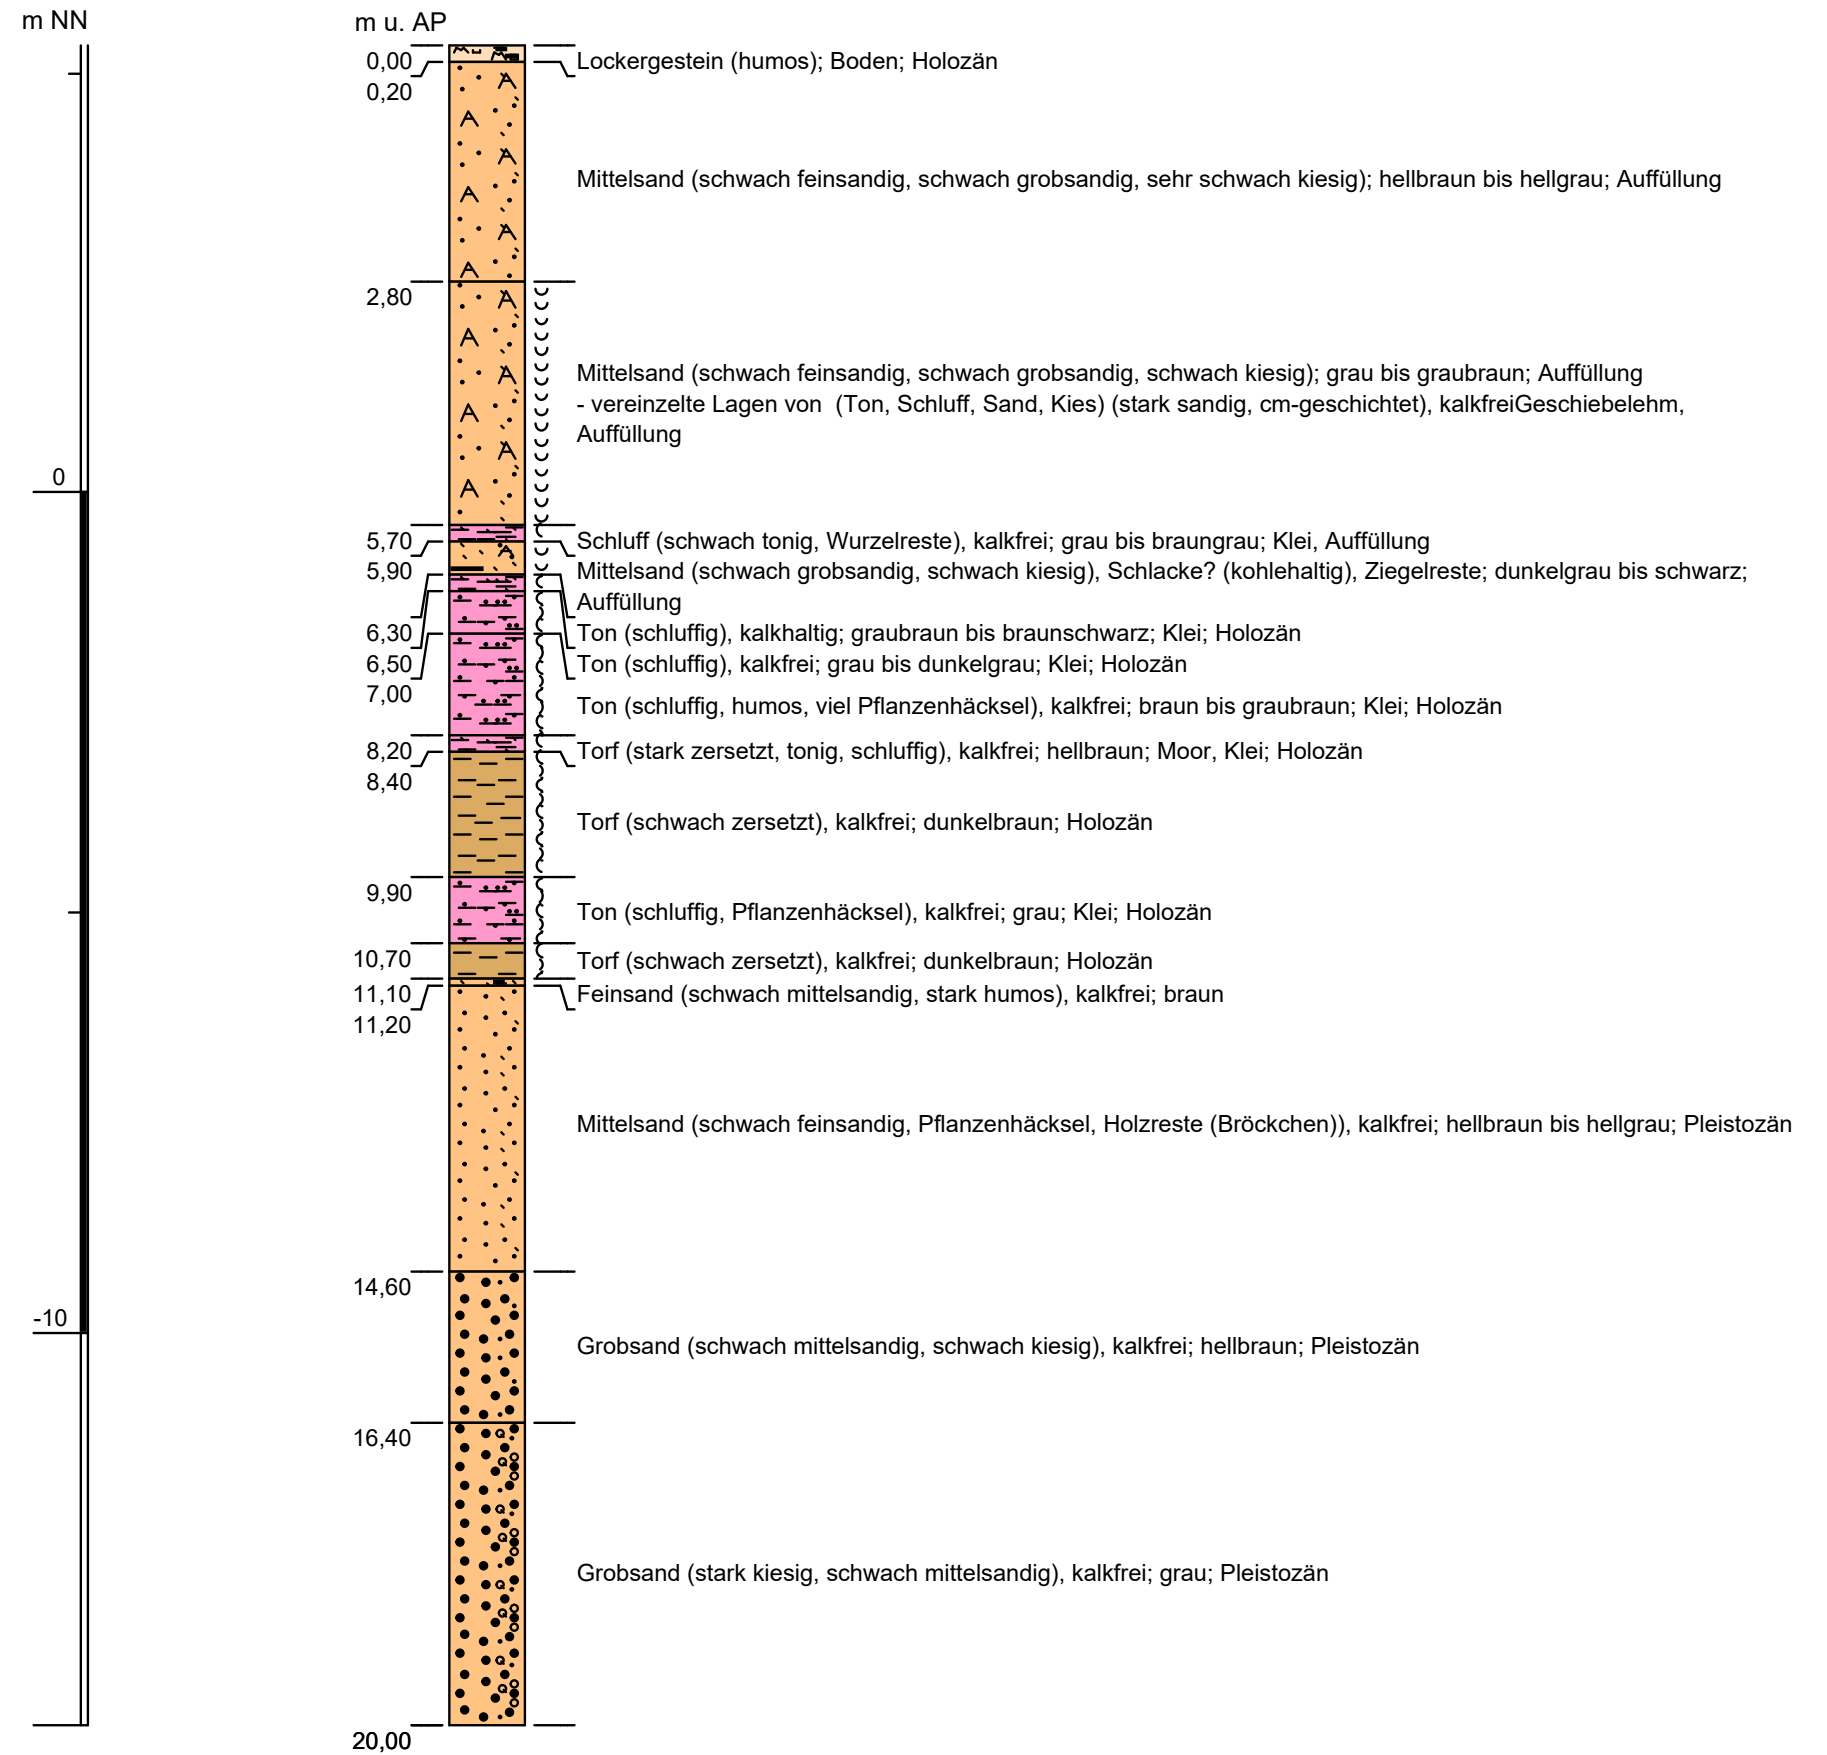 m NN
m u. AP
0,00
Lockergestein (humos); Boden; Holozän
0,20
Mittelsand (schwach feinsandig, schwach grobsandig, sehr schwach kiesig); hellbraun bis hellgrau; Auffüllung
2,80
Mittelsand (schwach feinsandig, schwach grobsandig, schwach kiesig); grau bis graubraun; Auffüllung
- vereinzelte Lagen von  (Ton, Schluff, Sand, Kies) (stark sandig, cm-geschichtet), kalkfreiGeschiebelehm,
Auffüllung
0
5,70
Schluff (schwach tonig, Wurzelreste), kalkfrei; grau bis braungrau; Klei, Auffüllung
5,90
Mittelsand (schwach grobsandig, schwach kiesig), Schlacke? (kohlehaltig), Ziegelreste; dunkelgrau bis schwarz;
Auffüllung
6,30
Ton (schluffig), kalkhaltig; graubraun bis braunschwarz; Klei; Holozän
6,50
Ton (schluffig), kalkfrei; grau bis dunkelgrau; Klei; Holozän
7,00
Ton (schluffig, humos, viel Pflanzenhäcksel), kalkfrei; braun bis graubraun; Klei; Holozän
8,20
Torf (stark zersetzt, tonig, schluffig), kalkfrei; hellbraun; Moor, Klei; Holozän
8,40
Torf (schwach zersetzt), kalkfrei; dunkelbraun; Holozän
9,90
Ton (schluffig, Pflanzenhäcksel), kalkfrei; grau; Klei; Holozän
10,70
Torf (schwach zersetzt), kalkfrei; dunkelbraun; Holozän
11,10
Feinsand (schwach mittelsandig, stark humos), kalkfrei; braun
11,20
Mittelsand (schwach feinsandig, Pflanzenhäcksel, Holzreste (Bröckchen)), kalkfrei; hellbraun bis hellgrau; Pleistozän
14,60
-10
Grobsand (schwach mittelsandig, schwach kiesig), kalkfrei; hellbraun; Pleistozän
16,40
Grobsand (stark kiesig, schwach mittelsandig), kalkfrei; grau; Pleistozän
20,00